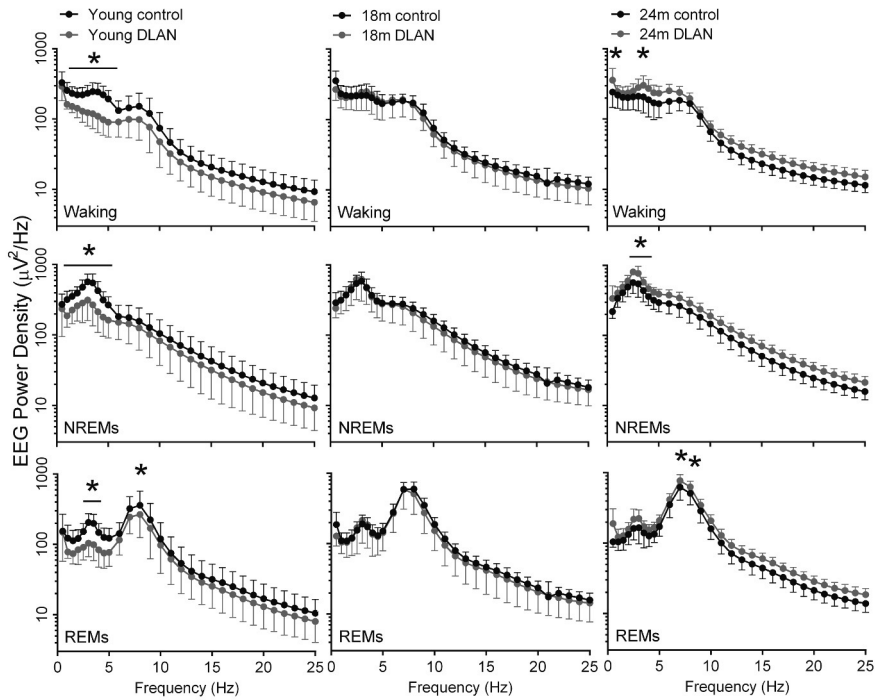 Young control
Young DLAN
18m control
18m DLAN
24m control
24m DLAN
EEG Power Density (μV²/Hz)
1000
100
10
*
Waking
Waking
* *
Waking
1000
100
10
*
NREMs
NREMs
*
NREMs
1000
100
10
* *
REMs
REMs
* *
REMs
0 5 10 15 20 25
0 5 10 15 20 25
0 5 10 15 20 25
Frequency (Hz)
Frequency (Hz)
Frequency (Hz)